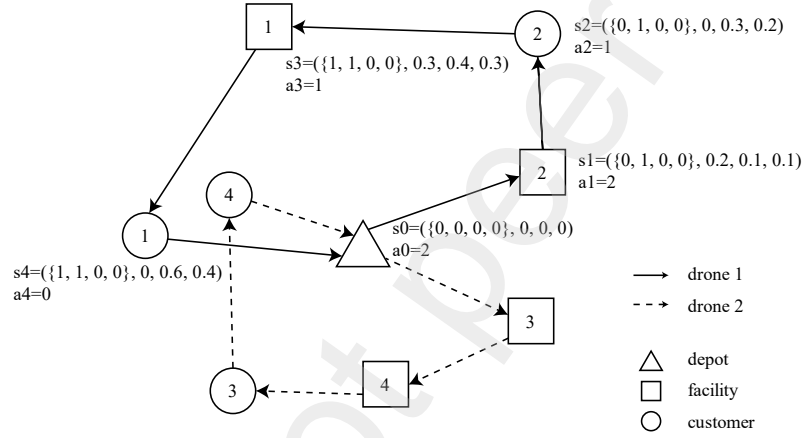 1
2
s2=({0, 1, 0, 0}, 0, 0.3, 0.2)
a2=1
s3=({1, 1, 0, 0}, 0.3, 0.4, 0.3)
a3=1
2
s1=({0, 1, 0, 0}, 0.2, 0.1, 0.1)
a1=2
4
1
s0=({0, 0, 0, 0}, 0, 0, 0)
a0=2
s4=({1, 1, 0, 0}, 0, 0.6, 0.4)
a4=0
drone 1
drone 2
3
4
3
depot
facility
customer
ot peer